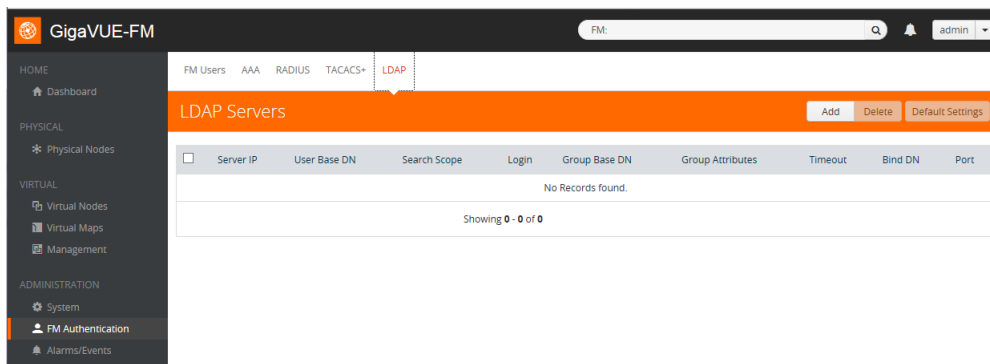 GigaVUE-FM
FM:
admin
HOME
Dashboard
PHYSICAL
Physical Nodes
VIRTUAL
Virtual Nodes
Virtual Maps
Management
ADMINISTRATION
System
FM Authentication
Alarms/Events
FM Users AAA RADIUS TACACS+ LDAP
LDAP Servers
Add Delete Default Settings
Server IP User Base DN Search Scope Login Group Base DN Group Attributes Timeout Bind DN Port
No Records found.
Showing 0 - 0 of 0